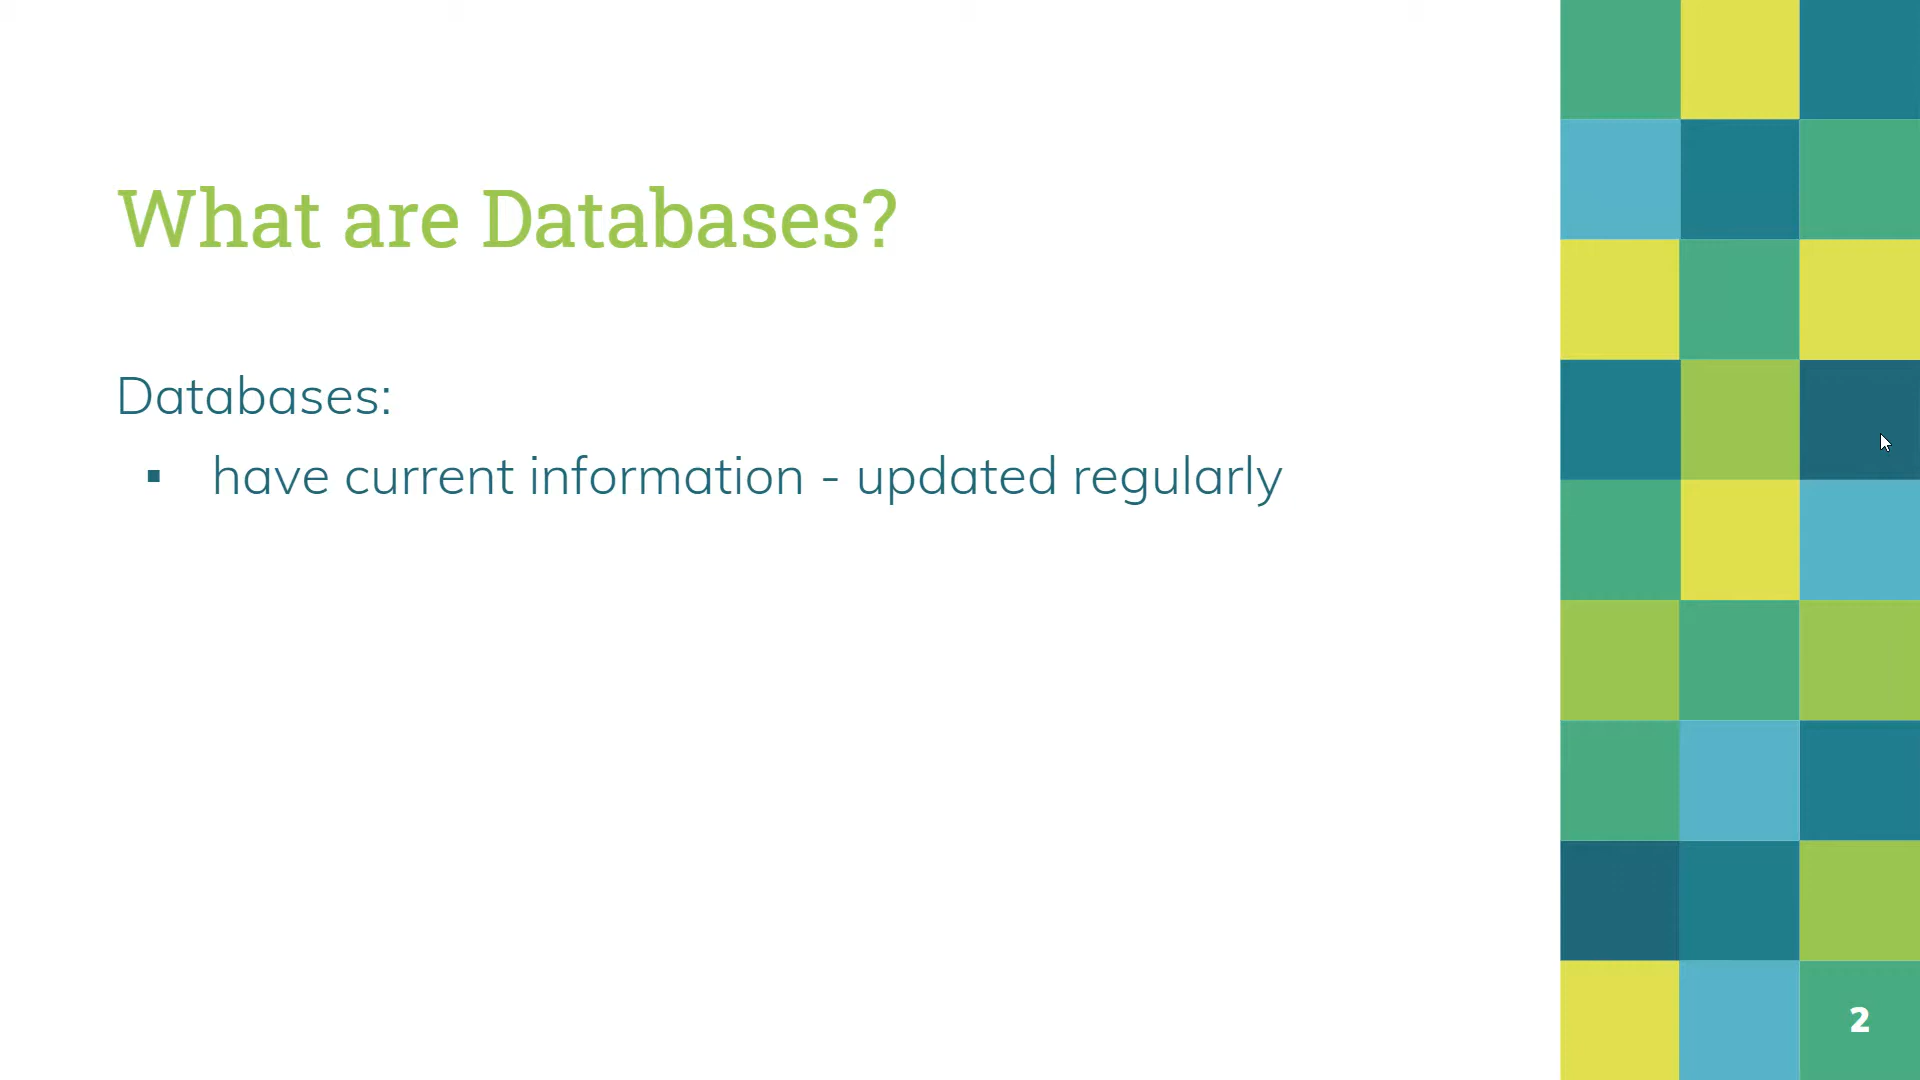 What are Databases?
Databases:
▪ have current information - updated regularly
2